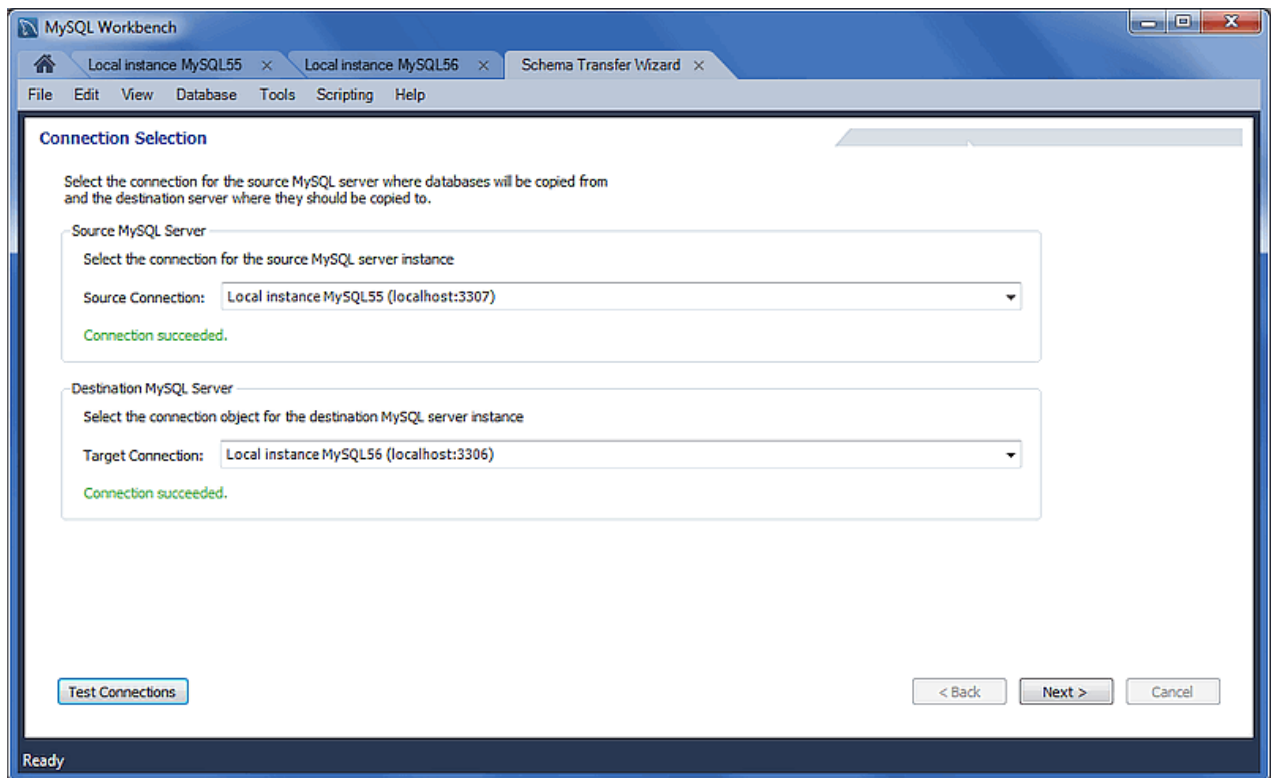 MySQL Workbench
Local instance MySQL55 × Local instance MySQL56 × Schema Transfer Wizard ×
File Edit View Database Tools Scripting Help
Connection Selection
Select the connection for the source MySQL server where databases will be copied from
and the destination server where they should be copied to.
Source MySQL Server
Select the connection for the source MySQL server instance
Source Connection: Local instance MySQL55 (localhost:3307)
Connection succeeded.
Destination MySQL Server
Select the connection object for the destination MySQL server instance
Target Connection: Local instance MySQL56 (localhost:3306)
Connection succeeded.
Test Connections < Back Next > Cancel
Ready